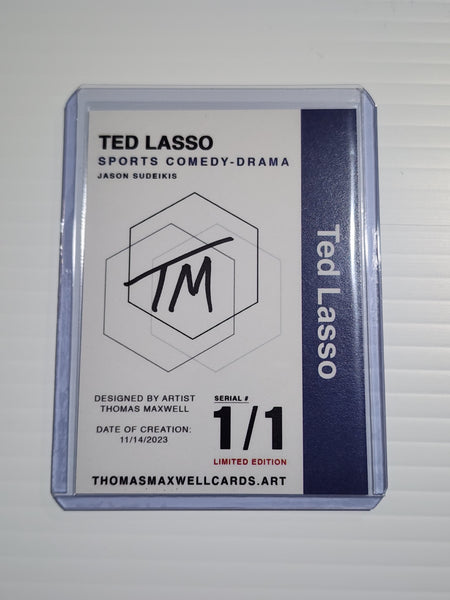 TED LASSO
SPORTS COMEDY-DRAMA
JASON SUDEIKIS
TM
DESIGNED BY ARTIST
THOMAS MAXWELL
DATE OF CREATION:
11/14/2023
SERIAL #
1/1
LIMITED EDITION
THOMASMAXWELLCARDS.ART
Ted Lasso